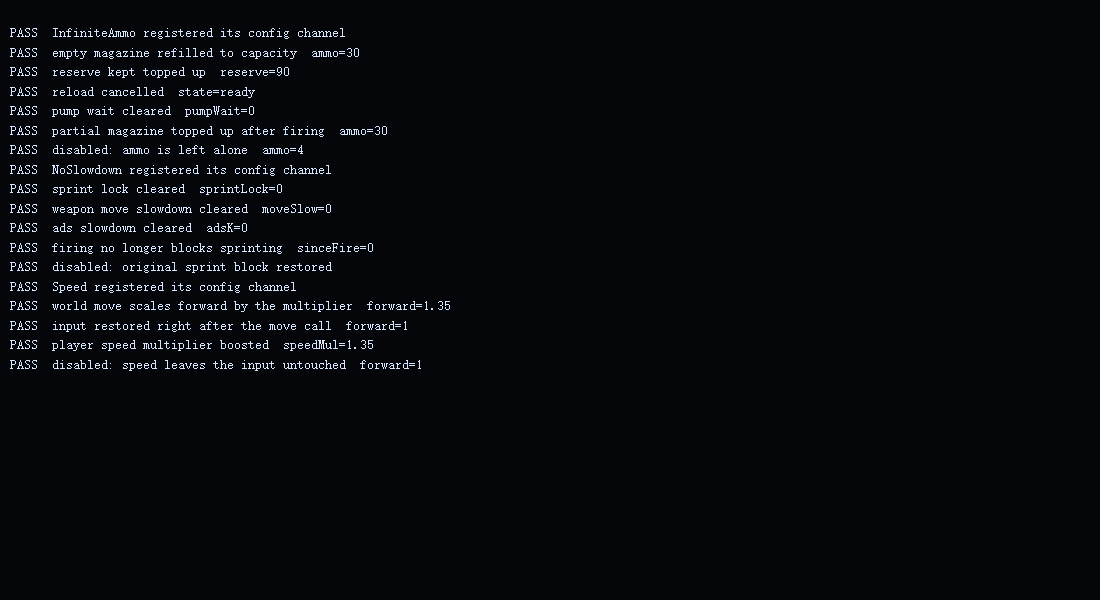 PASS  InfiniteAmmo registered its config channel
PASS  empty magazine refilled to capacity  ammo=30
PASS  reserve kept topped up  reserve=90
PASS  reload cancelled  state=ready
PASS  pump wait cleared  pumpWait=0
PASS  partial magazine topped up after firing  ammo=30
PASS  disabled: ammo is left alone  ammo=4
PASS  NoSlowdown registered its config channel
PASS  sprint lock cleared  sprintLock=0
PASS  weapon move slowdown cleared  moveSlow=0
PASS  ads slowdown cleared  adsK=0
PASS  firing no longer blocks sprinting  sinceFire=0
PASS  disabled: original sprint block restored
PASS  Speed registered its config channel
PASS  world move scales forward by the multiplier  forward=1.35
PASS  input restored right after the move call  forward=1
PASS  player speed multiplier boosted  speedMul=1.35
PASS  disabled: speed leaves the input untouched  forward=1